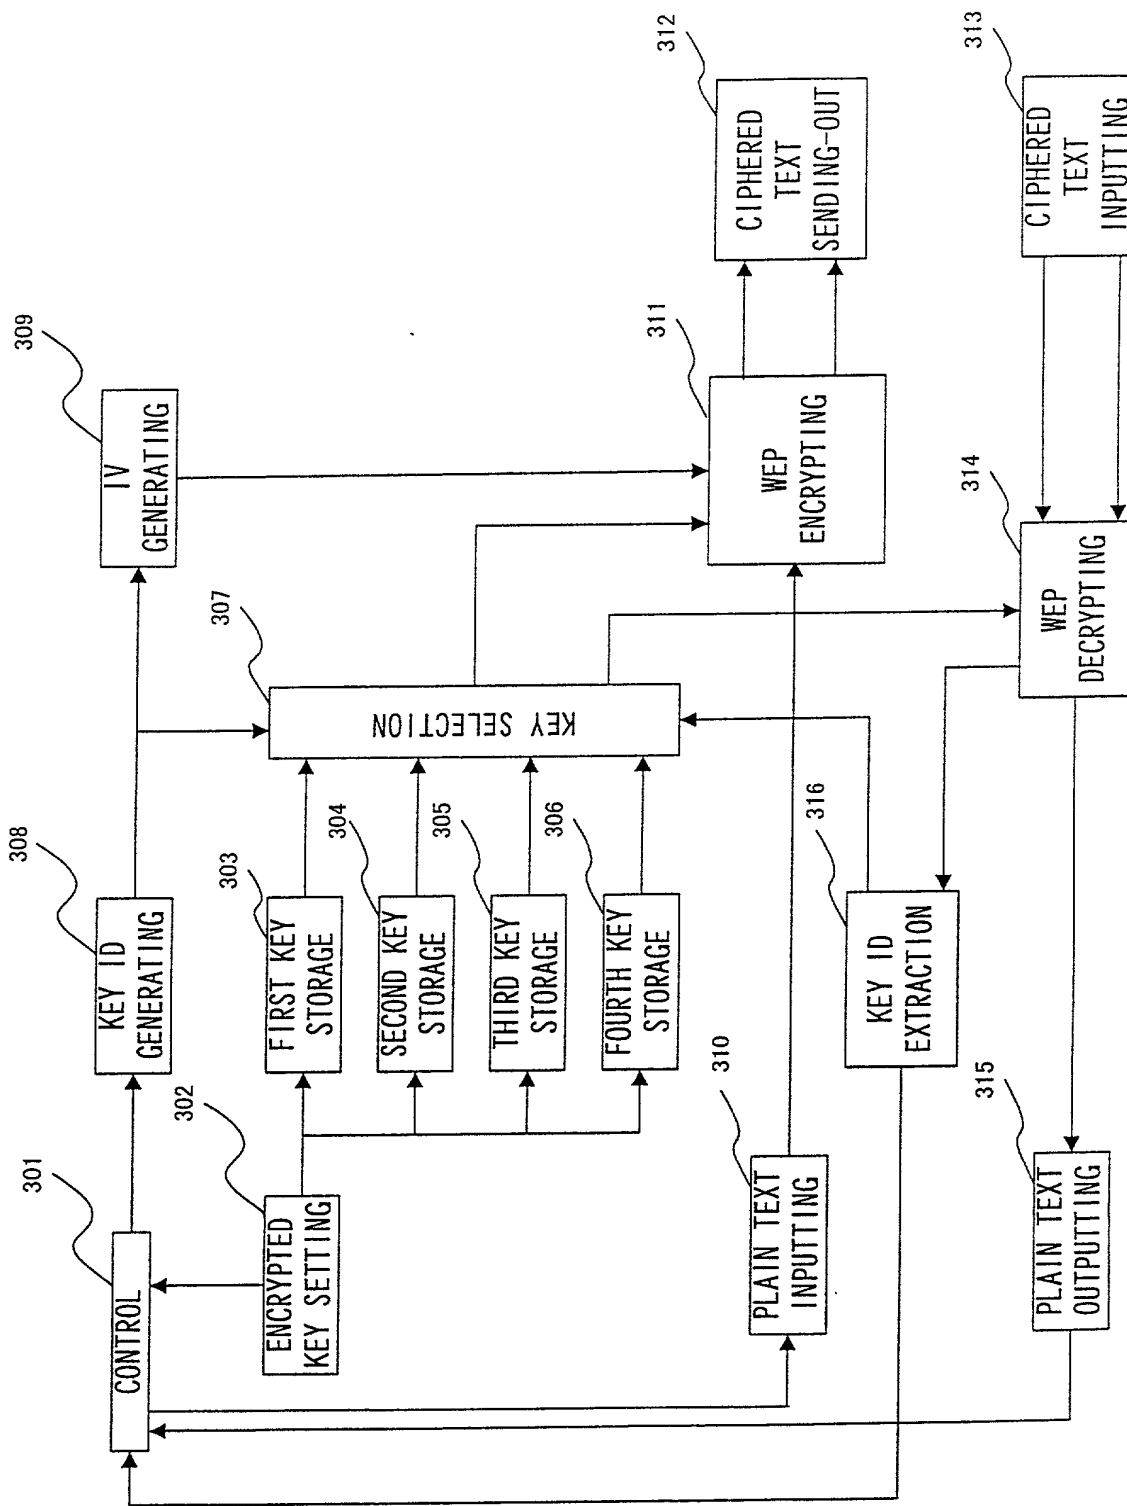 301
CONTROL
302
ENCRYPTED
KEY SETTING
308
KEY ID
GENERATING
303
FIRST KEY
STORAGE
304
SECOND KEY
STORAGE
305
THIRD KEY
STORAGE
306
FOURTH KEY
STORAGE
307
KEY SELECTION
309
IV
GENERATING
310
PLAIN TEXT
INPUTTING
311
WEP
ENCRYPTING
312
CIPHERED
TEXT
SENDING-OUT
316
KEY ID
EXTRACTION
315
PLAIN TEXT
OUTPUTTING
314
WEP
DECRYPTING
313
CIPHERED
TEXT
INPUTTING